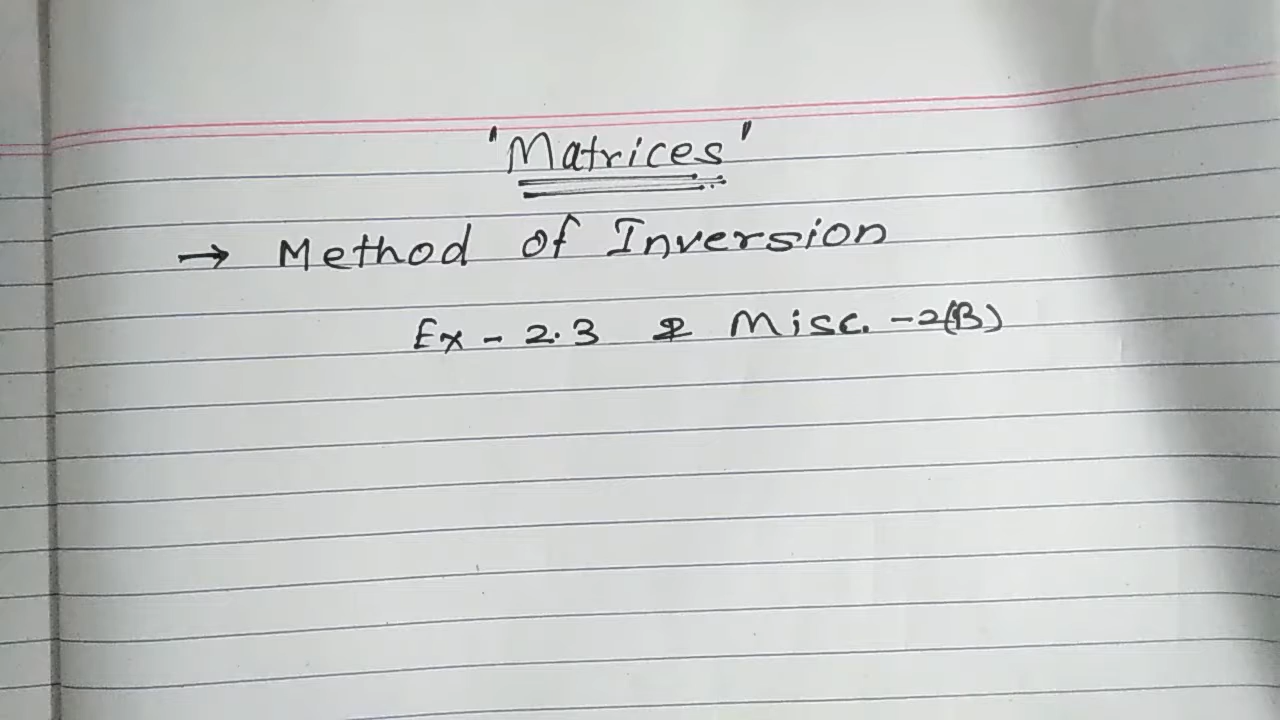 'Matrices'
→ Method of Inversion
Ex - 2.3 & Misc. -2(B)